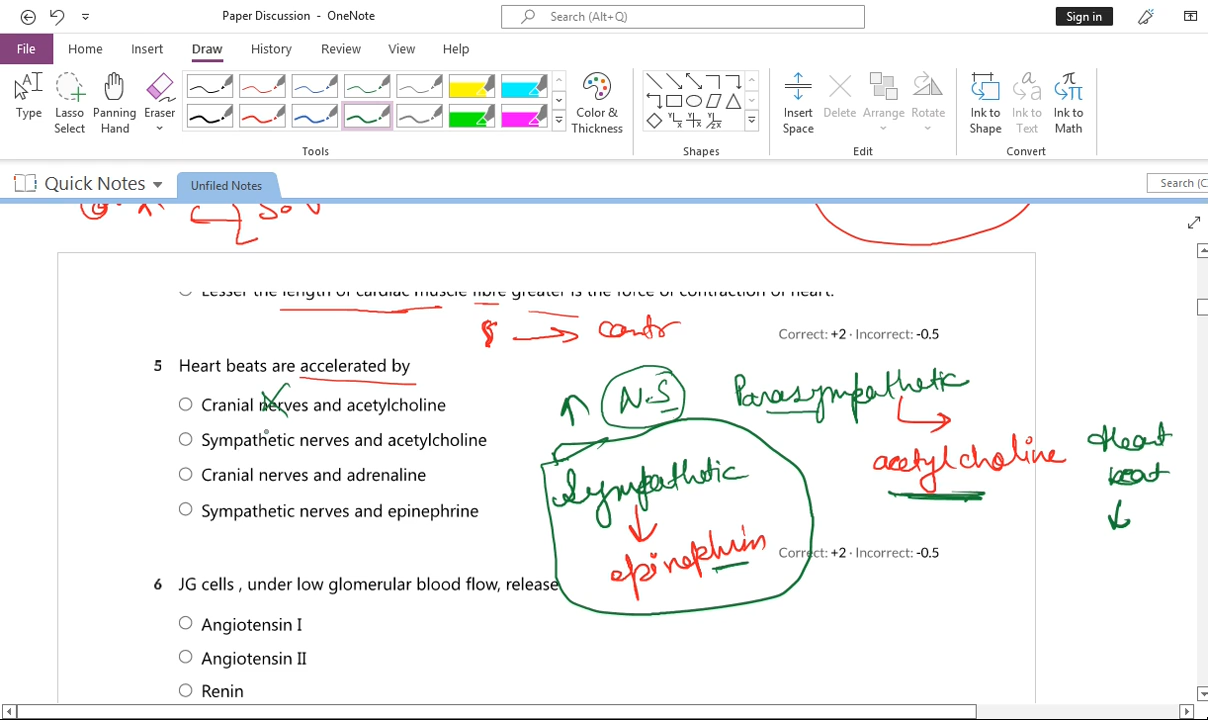 Paper Discussion - OneNote
Search (Alt+Q)
Sign in
File Home Insert Draw History Review View Help
Type
Lasso Select
Panning Hand
Eraser
Color & Thickness
Insert Space
Delete
Arrange
Rotate
Ink to Shape
Ink to Text
Ink to Math
Tools
Shapes
Edit
Convert
Quick Notes
Unfiled Notes
Search (C
Lesser the length of cardiac muscle fibre greater is the force of contraction of heart.
contr
Correct: +2 · Incorrect: -0.5
5 Heart beats are accelerated by
Cranial nerves and acetylcholine
Sympathetic nerves and acetylcholine
Cranial nerves and adrenaline
Sympathetic nerves and epinephrine
N.S
Parasympathetic
acetylcholine
Heart
beat
Sympathetic
epinephrin
Correct: +2 · Incorrect: -0.5
6 JG cells , under low glomerular blood flow, release
Angiotensin I
Angiotensin II
Renin